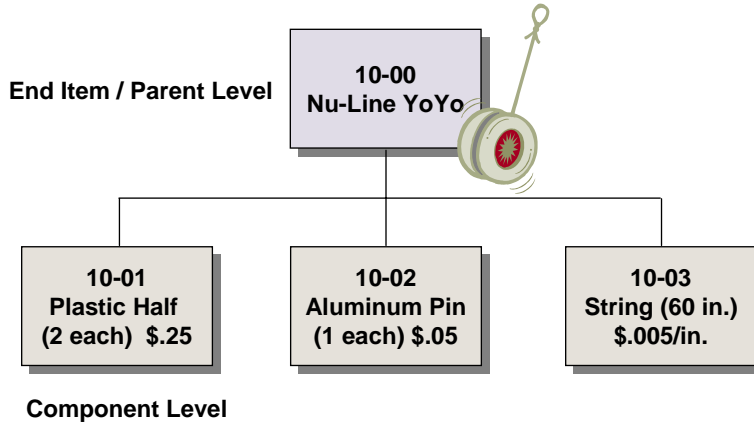 10-00
Nu-Line YoYo
End Item / Parent Level
10-01
Plastic Half
(2 each) $.25
10-02
Aluminum Pin
(1 each) $.05
10-03
String (60 in.)
$.005/in.
Component Level